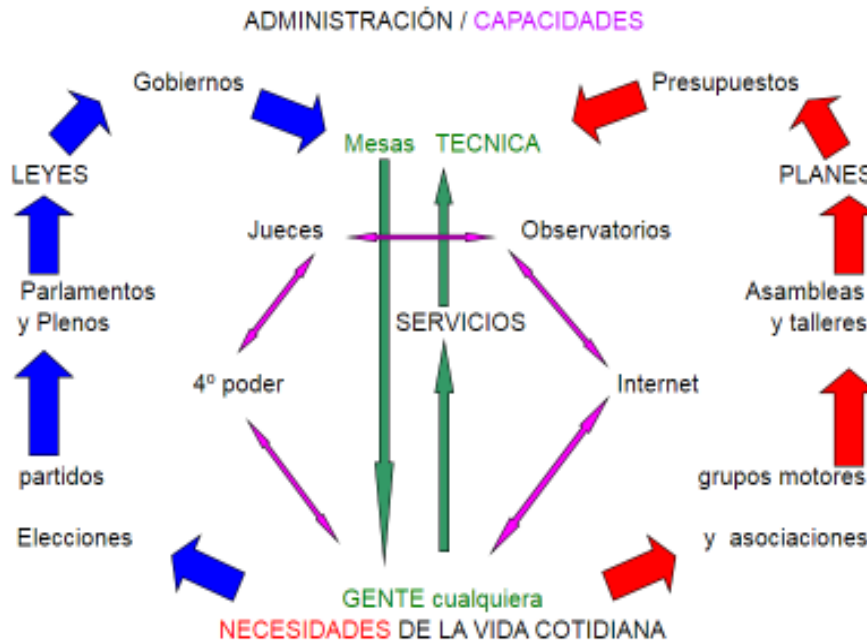 ADMINISTRACIÓN / CAPACIDADES
Gobiernos
Presupuestos
Mesas TECNICA
LEYES
PLANES
Jueces
Observatorios
Parlamentos
y Plenos
Asambleas
y talleres
SERVICIOS
4º poder
Internet
partidos
grupos motores
Elecciones
y asociaciones
GENTE cualquiera
NECESIDADES DE LA VIDA COTIDIANA